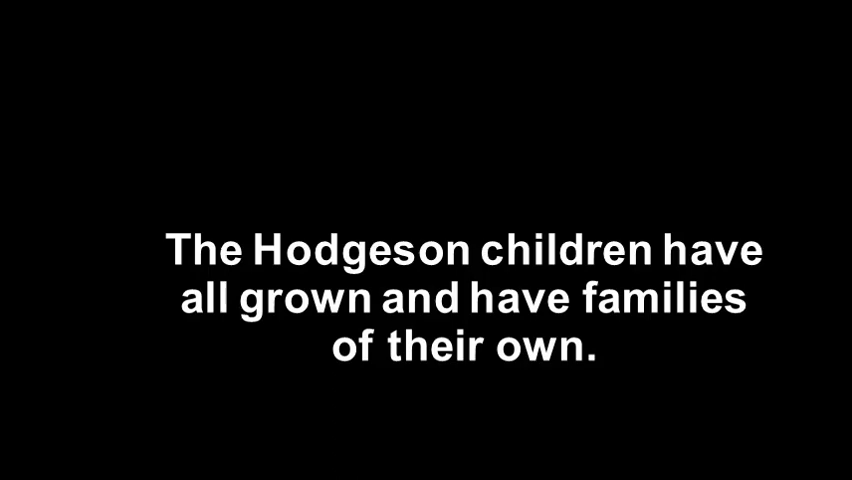 The Hodgeson children have
all grown and have families
of their own.